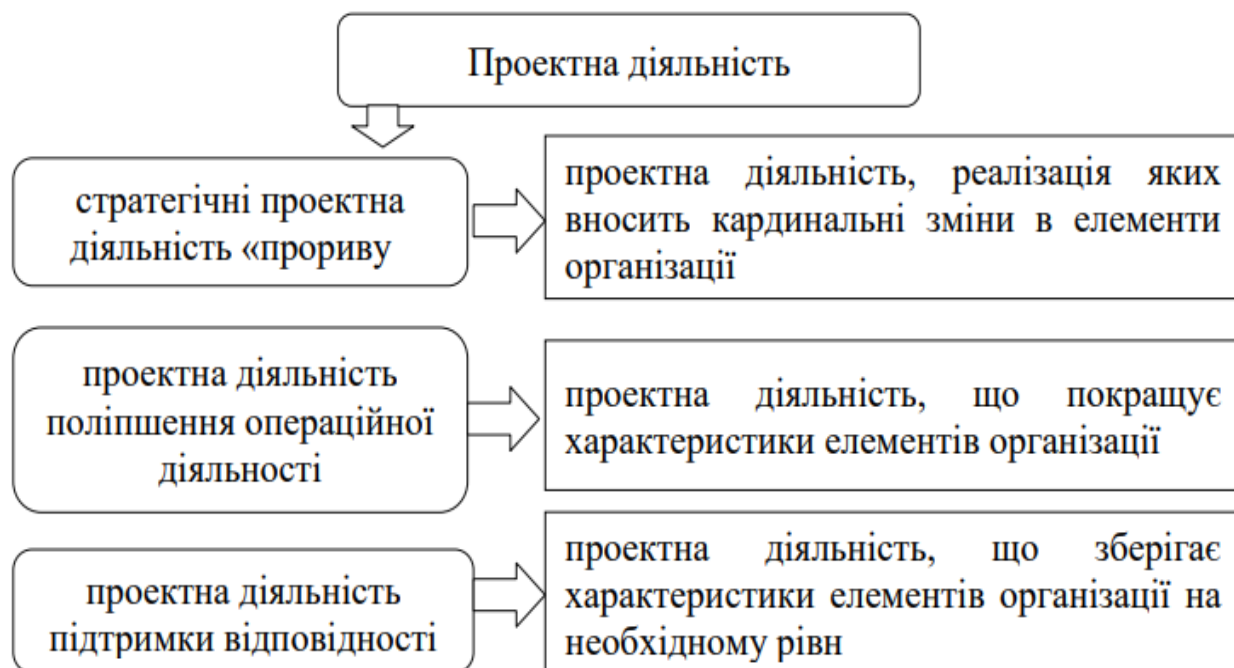 Проектна діяльність
стратегічні проектна
діяльність «прориву
проектна діяльність, реалізація яких
вносить кардинальні зміни в елементи
організації
проектна діяльність
поліпшення операційної
діяльності
проектна діяльність, що покращує
характеристики елементів організації
проектна діяльність
підтримки відповідності
проектна діяльність, що зберігає
характеристики елементів організації на
необхідному рівн